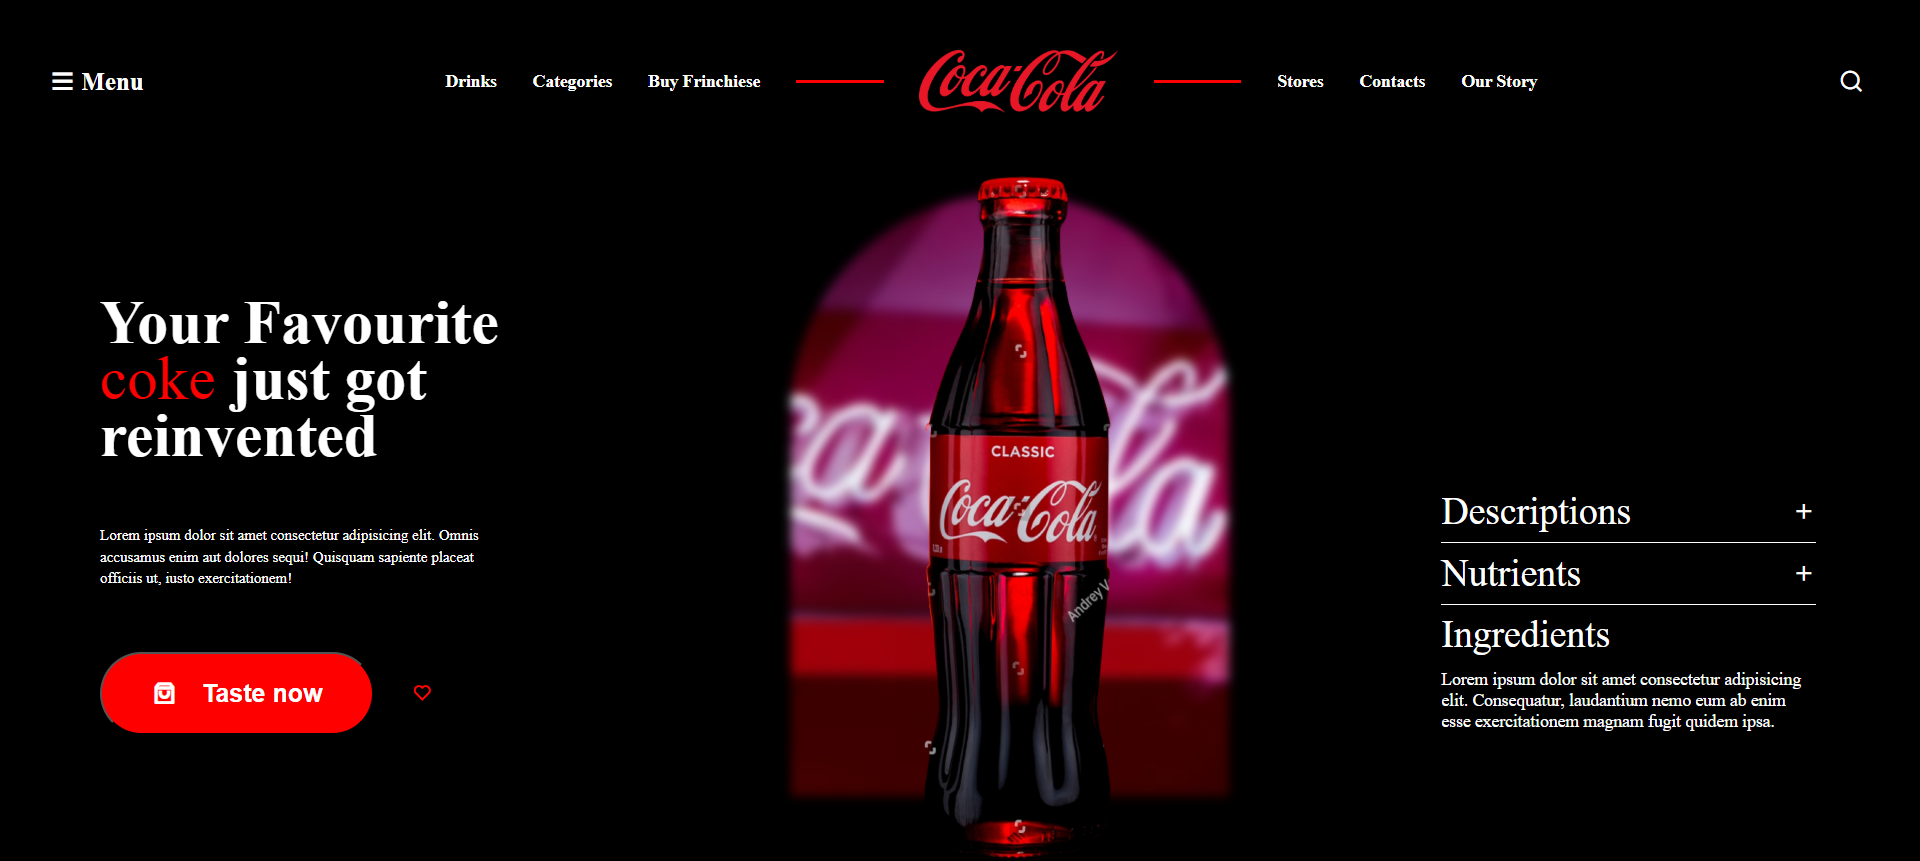 Menu
Drinks
Categories
Buy Frinchiese
Coca-Cola
Stores
Contacts
Our Story
Your Favourite
coke just got
reinvented
Lorem ipsum dolor sit amet consectetur adipisicing elit. Omnis
accusamus enim aut dolores sequi! Quisquam sapiente placeat
officiis ut, iusto exercitationem!
Taste now
CLASSIC
Coca-Cola
Andrey V
Descriptions +
Nutrients +
Ingredients
Lorem ipsum dolor sit amet consectetur adipisicing
elit. Consequatur, laudantium nemo eum ab enim
esse exercitationem magnam fugit quidem ipsa.